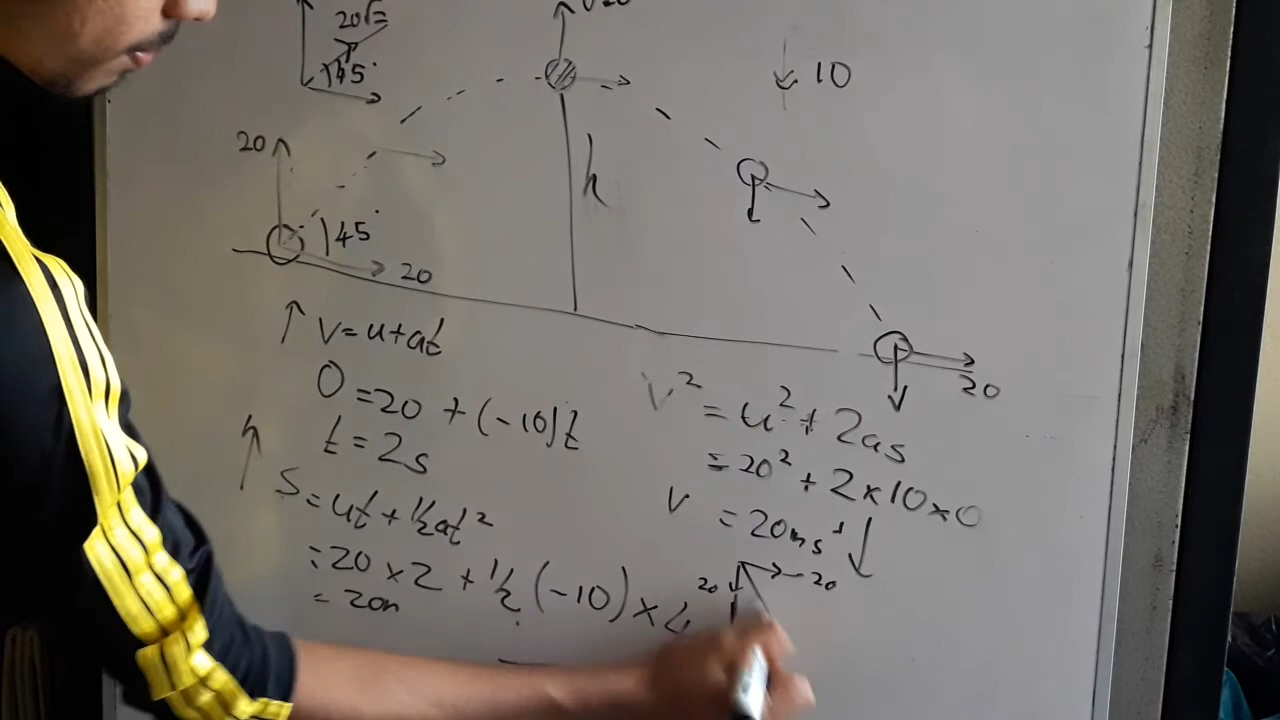 20√2
45°
10
20
h
45°
20
20
↑ V=u+at
0=20 + (-10)t
t = 2s
↑ S=ut+½at²
=20×2+½(-10)×4
= 20m
V² = u²+2as
= 20²+2×10×0
V = 20ms⁻¹ ↓
20
20